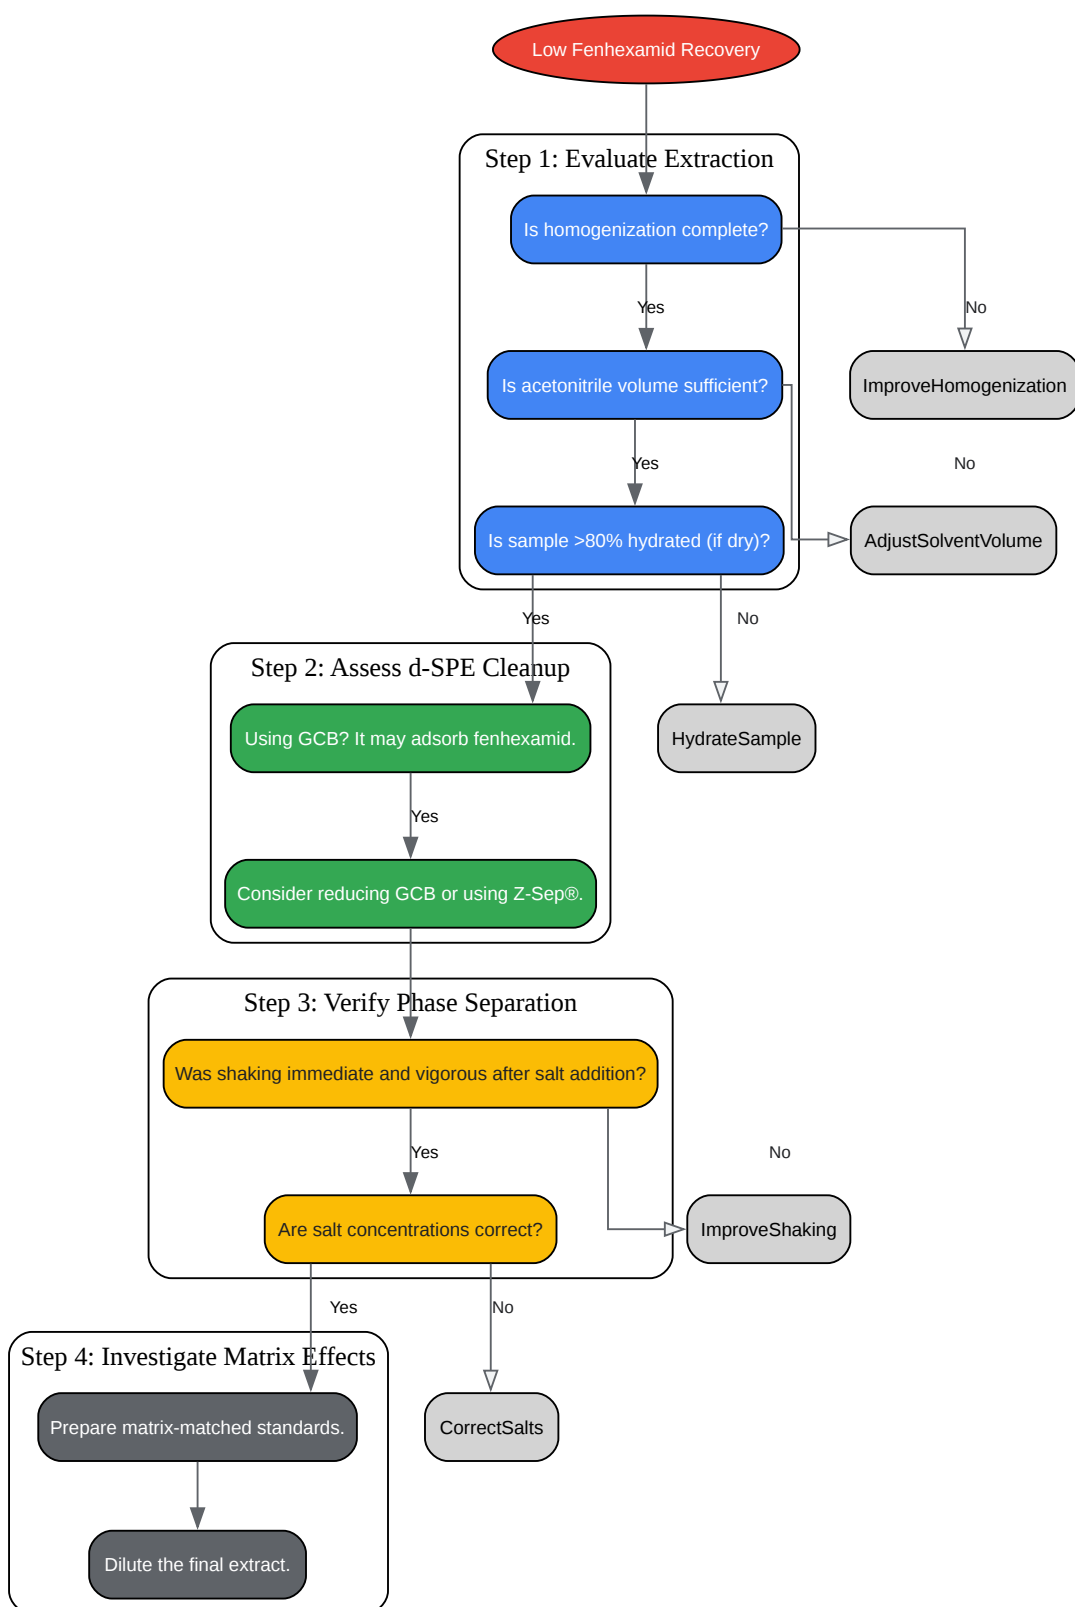 Low Fenhexamid Recovery
Step 1: Evaluate Extraction
Is homogenization complete?
Yes
No
Is acetonitrile volume sufficient?
ImproveHomogenization
Yes
No
Is sample >80% hydrated (if dry)?
AdjustSolventVolume
Yes
No
Step 2: Assess d-SPE Cleanup
Using GCB? It may adsorb fenhexamid.
HydrateSample
Yes
Consider reducing GCB or using Z-Sep®.
Step 3: Verify Phase Separation
Was shaking immediate and vigorous after salt addition?
Yes
No
Are salt concentrations correct?
ImproveShaking
Yes
No
Step 4: Investigate Matrix Effects
Prepare matrix-matched standards.
CorrectSalts
Dilute the final extract.